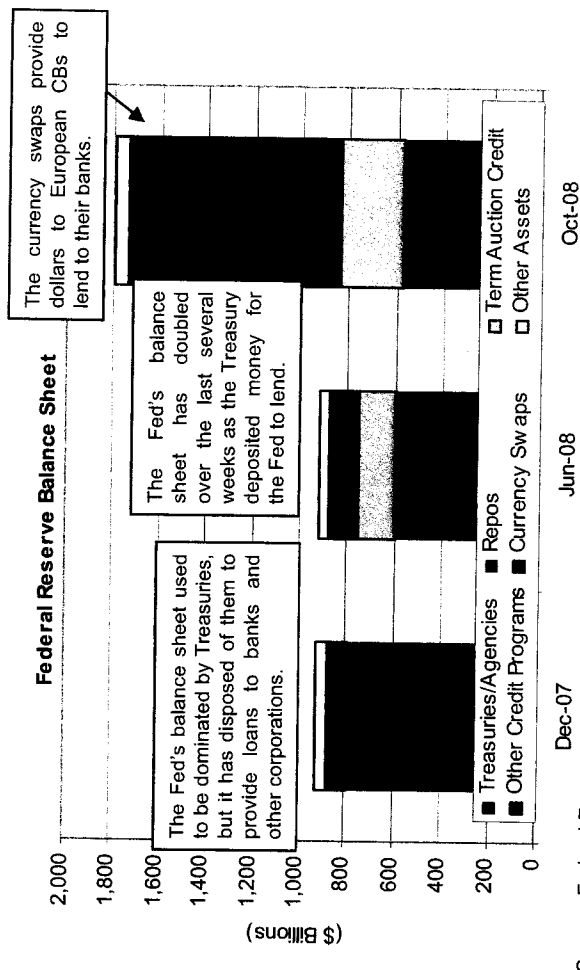 Federal Reserve Balance Sheet
The currency swaps provide
dollars to European CBs to
lend to their banks.
The Fed's balance sheet used
to be dominated by Treasuries,
but it has disposed of them to
provide loans to banks and
other corporations.
The Fed's balance
sheet has doubled
over the last several
weeks as the Treasury
deposited money for
the Fed to lend.
($ Billions)
2,000
1,800
1,600
1,400
1,200
1,000
800
600
400
200
0
Treasuries/Agencies
Repos
Term Auction Credit
Other Credit Programs
Currency Swaps
Other Assets
Dec-07
Jun-08
Oct-08